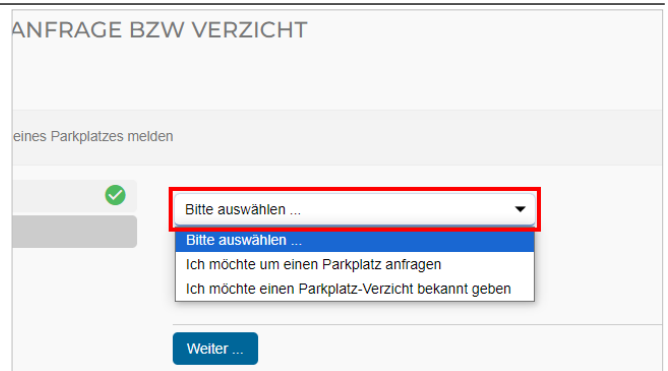 ANFRAGE BZW VERZICHT
eines Parkplatzes melden
Bitte auswählen ...
Bitte auswählen ...
Ich möchte um einen Parkplatz anfragen
Ich möchte einen Parkplatz-Verzicht bekannt geben
Weiter ...